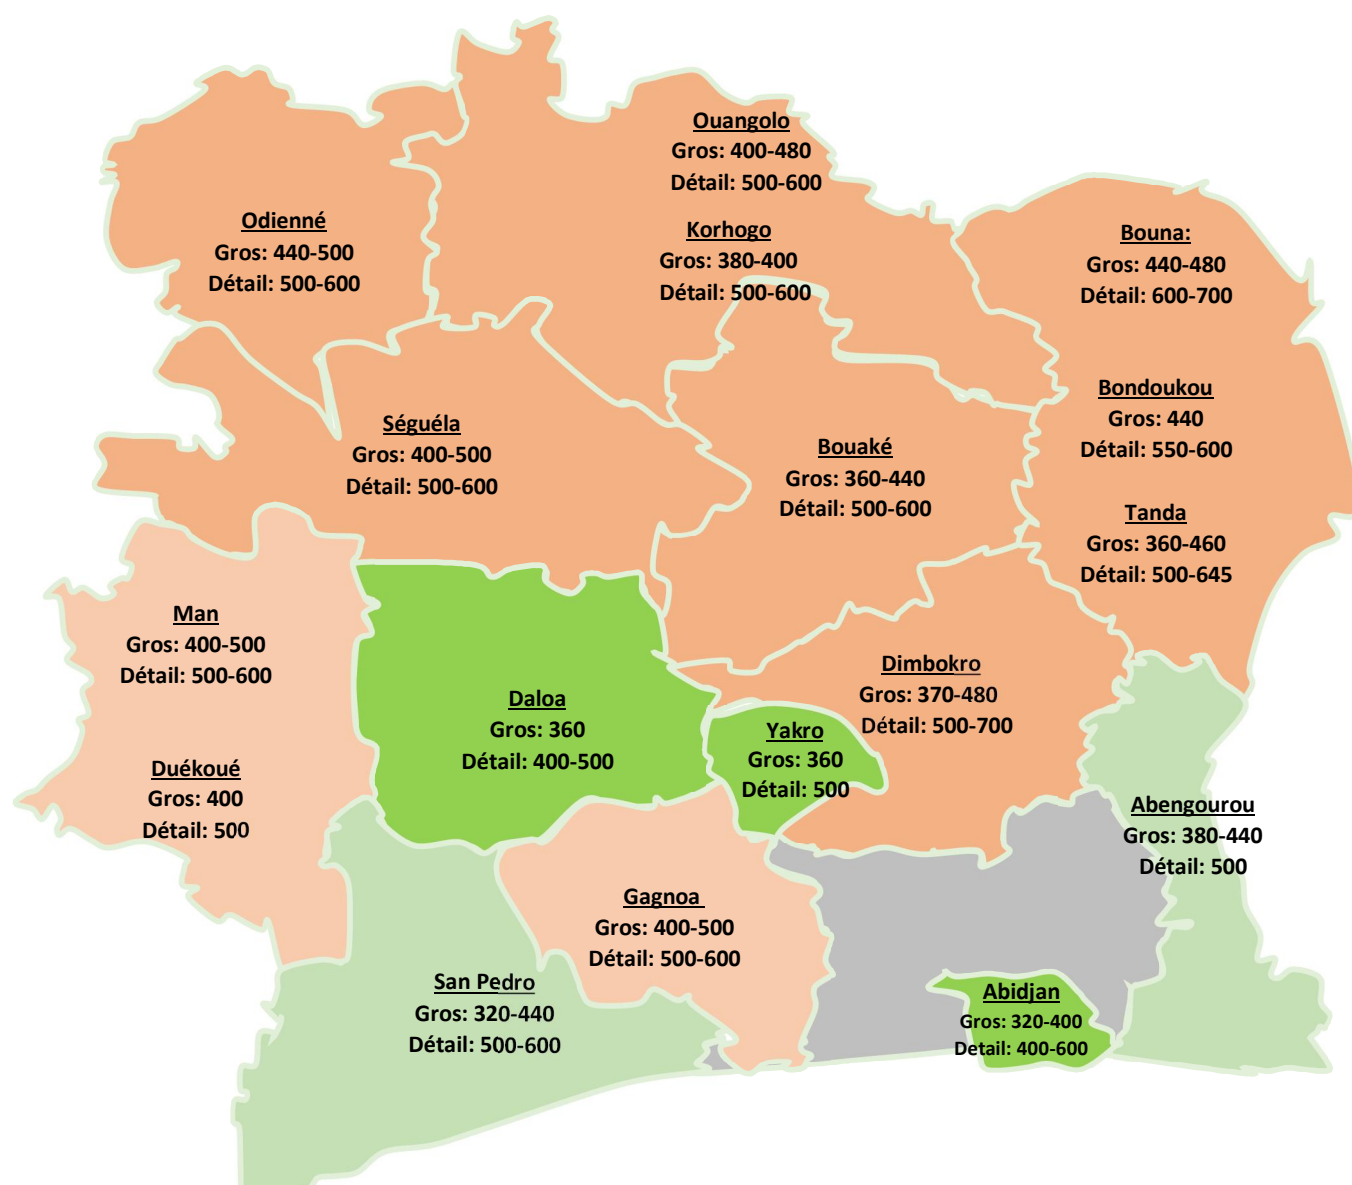 Ouangolo
Gros: 400-480
Détail: 500-600
Korhogo
Gros: 380-400
Détail: 500-600
Odienné
Gros: 440-500
Détail: 500-600
Bouna:
Gros: 440-480
Détail: 600-700
Bondoukou
Gros: 440
Détail: 550-600
Tanda
Gros: 360-460
Détail: 500-645
Séguéla
Gros: 400-500
Détail: 500-600
Bouaké
Gros: 360-440
Détail: 500-600
Man
Gros: 400-500
Détail: 500-600
Duékoué
Gros: 400
Détail: 500
Daloa
Gros: 360
Détail: 400-500
Yakro
Gros: 360
Détail: 500
Dimbokro
Gros: 370-480
Détail: 500-700
Abengourou
Gros: 380-440
Détail: 500
Gagnoa
Gros: 400-500
Détail: 500-600
San Pedro
Gros: 320-440
Détail: 500-600
Abidjan
Gros: 320-400
Detail: 400-600